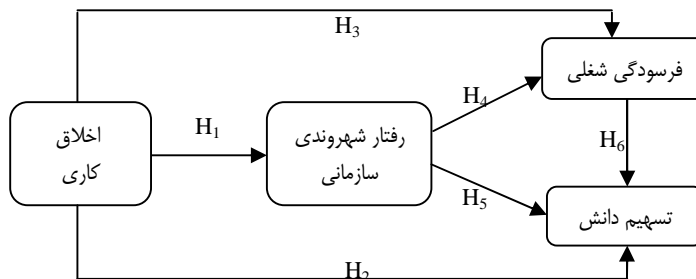 H3
فرسودگی شغلی
H4
H1
اخلاق
کاری
رفتار شهروندی
سازمانی
H6
H5
تسهیم دانش
H2